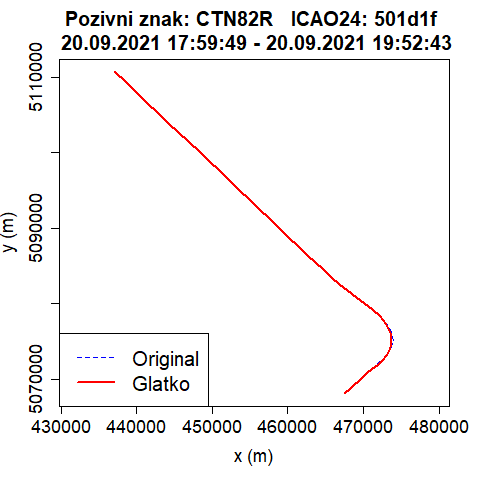 Pozivni znak: CTN82R   ICAO24: 501d1f
20.09.2021 17:59:49 - 20.09.2021 19:52:43
y (m)
5110000
5090000
5070000
Original
Glatko
430000 440000 450000 460000 470000 480000
x (m)